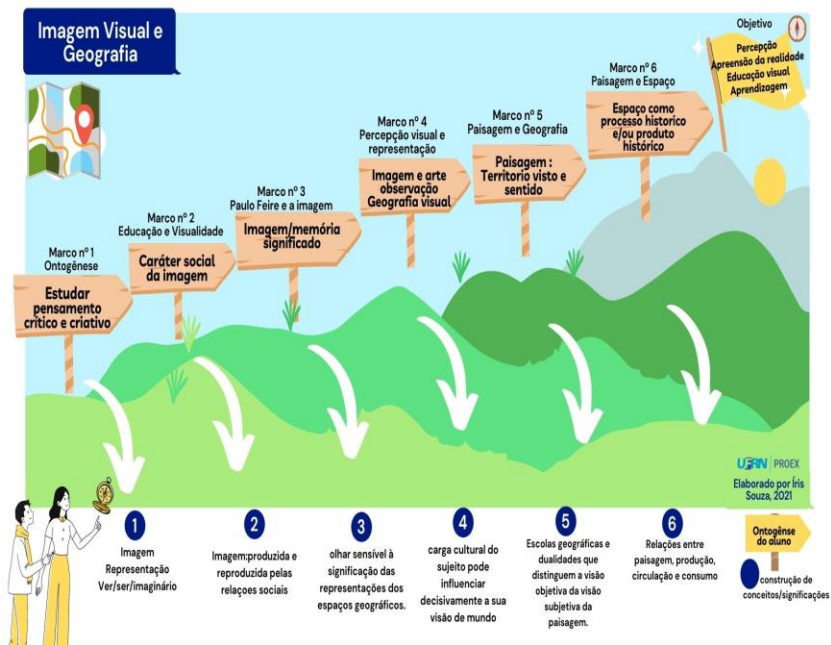 Imagem Visual e
Geografia
Marco nº 1
Ontogênese
Estudar
pensamento
crítico e criativo
Marco nº 2
Educação e Visualidade
Caráter social
da imagem
Marco nº 3
Paulo Feire e a imagem
Imagem/memória
significado
Marco nº 4
Percepção visual e
representação
Imagem e arte
observação
Geografia visual
Marco nº 5
Paisagem e Geografia
Paisagem :
Territorio visto e
sentido
Marco nº 6
Paisagem e Espaço
Espaço como
processo historico
e/ou produto
histórico
Objetivo
Percepção
Apreensão da realidade
Educação visual
Aprendizagem
1
Imagem
Representação
Ver/ser/imaginário
2
Imagem:produzida e
reproduzida pelas
relaçoes sociais
3
olhar sensível à
significação das
representações dos
espaços geográficos.
4
carga cultural do
sujeito pode
influenciar
decisivamente a sua
visão de mundo
5
Escolas geográficas e
dualidades que
distinguem a visão
objetiva da visão
subjetiva da
paisagem.
6
Relações entre
paisagem, produção,
circulação e consumo
UFRN PROEX
Elaborado por Íris
Souza, 2021
Ontogênse
do aluno
construção de
conceitos/significações